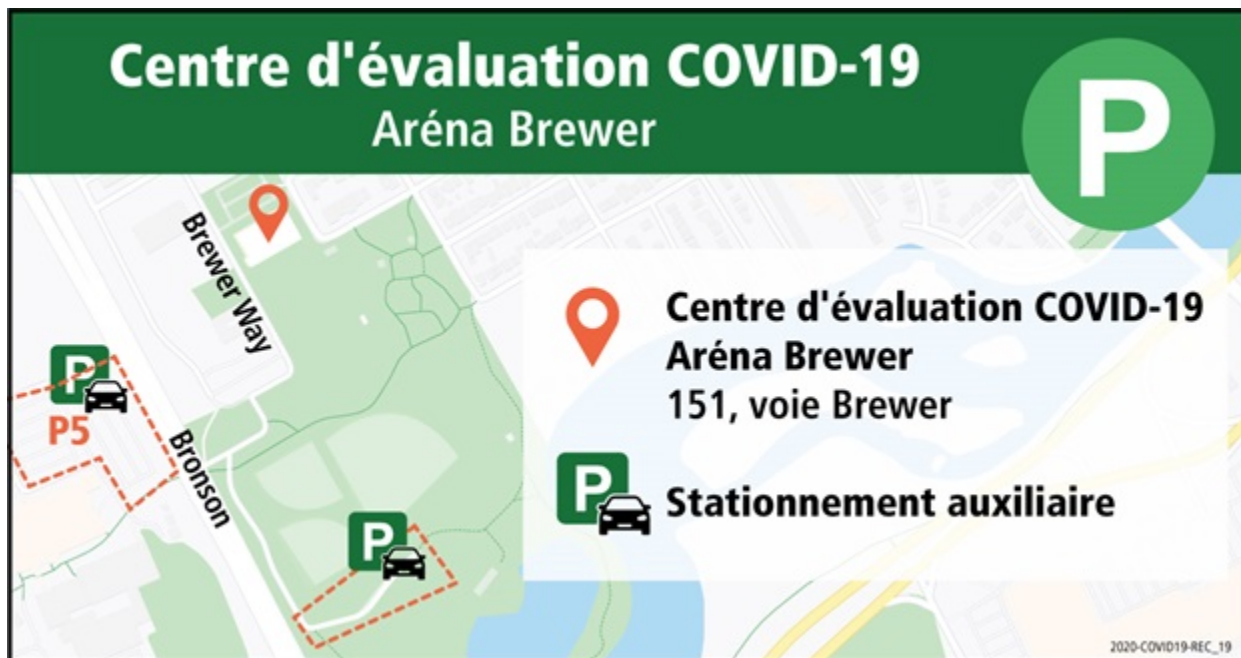 Centre d'évaluation COVID-19
Aréna Brewer
P
Brewer Way
P
P5
Bronson
P
Centre d'évaluation COVID-19
Aréna Brewer
151, voie Brewer
P
Stationnement auxiliaire
2020-COVID19-REC_19